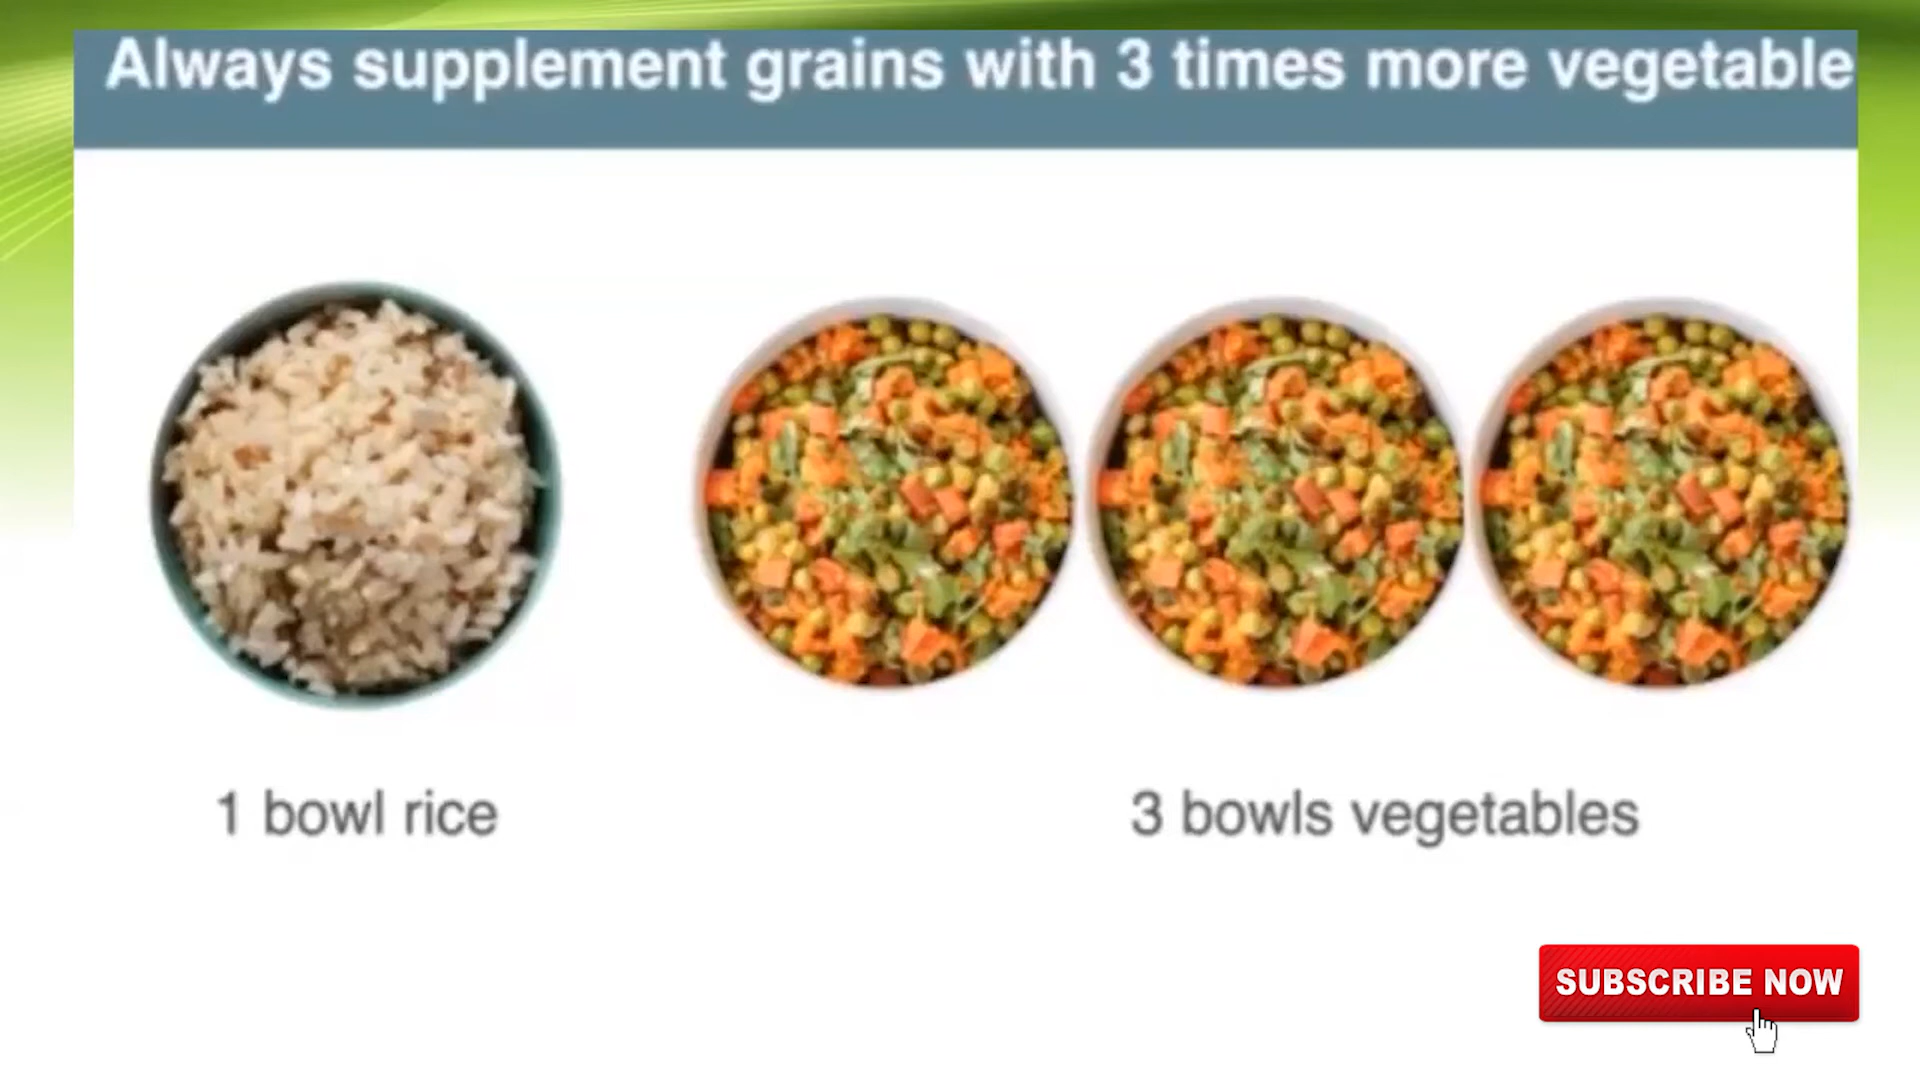 Always supplement grains with 3 times more vegetable
1 bowl rice
3 bowls vegetables
SUBSCRIBE NOW